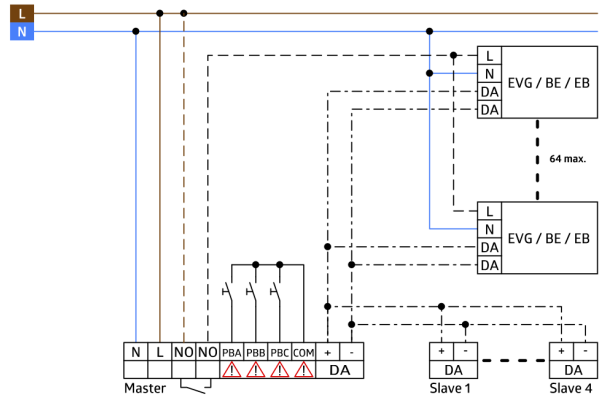 L
N
L
N
DA
DA
EVG / BE / EB
64 max.
L
N
DA
DA
EVG / BE / EB
N L NO NO PBA PBB PBC COM + -
! ! ! ! DA
+ - + -
DA DA
Master Slave 1 Slave 4